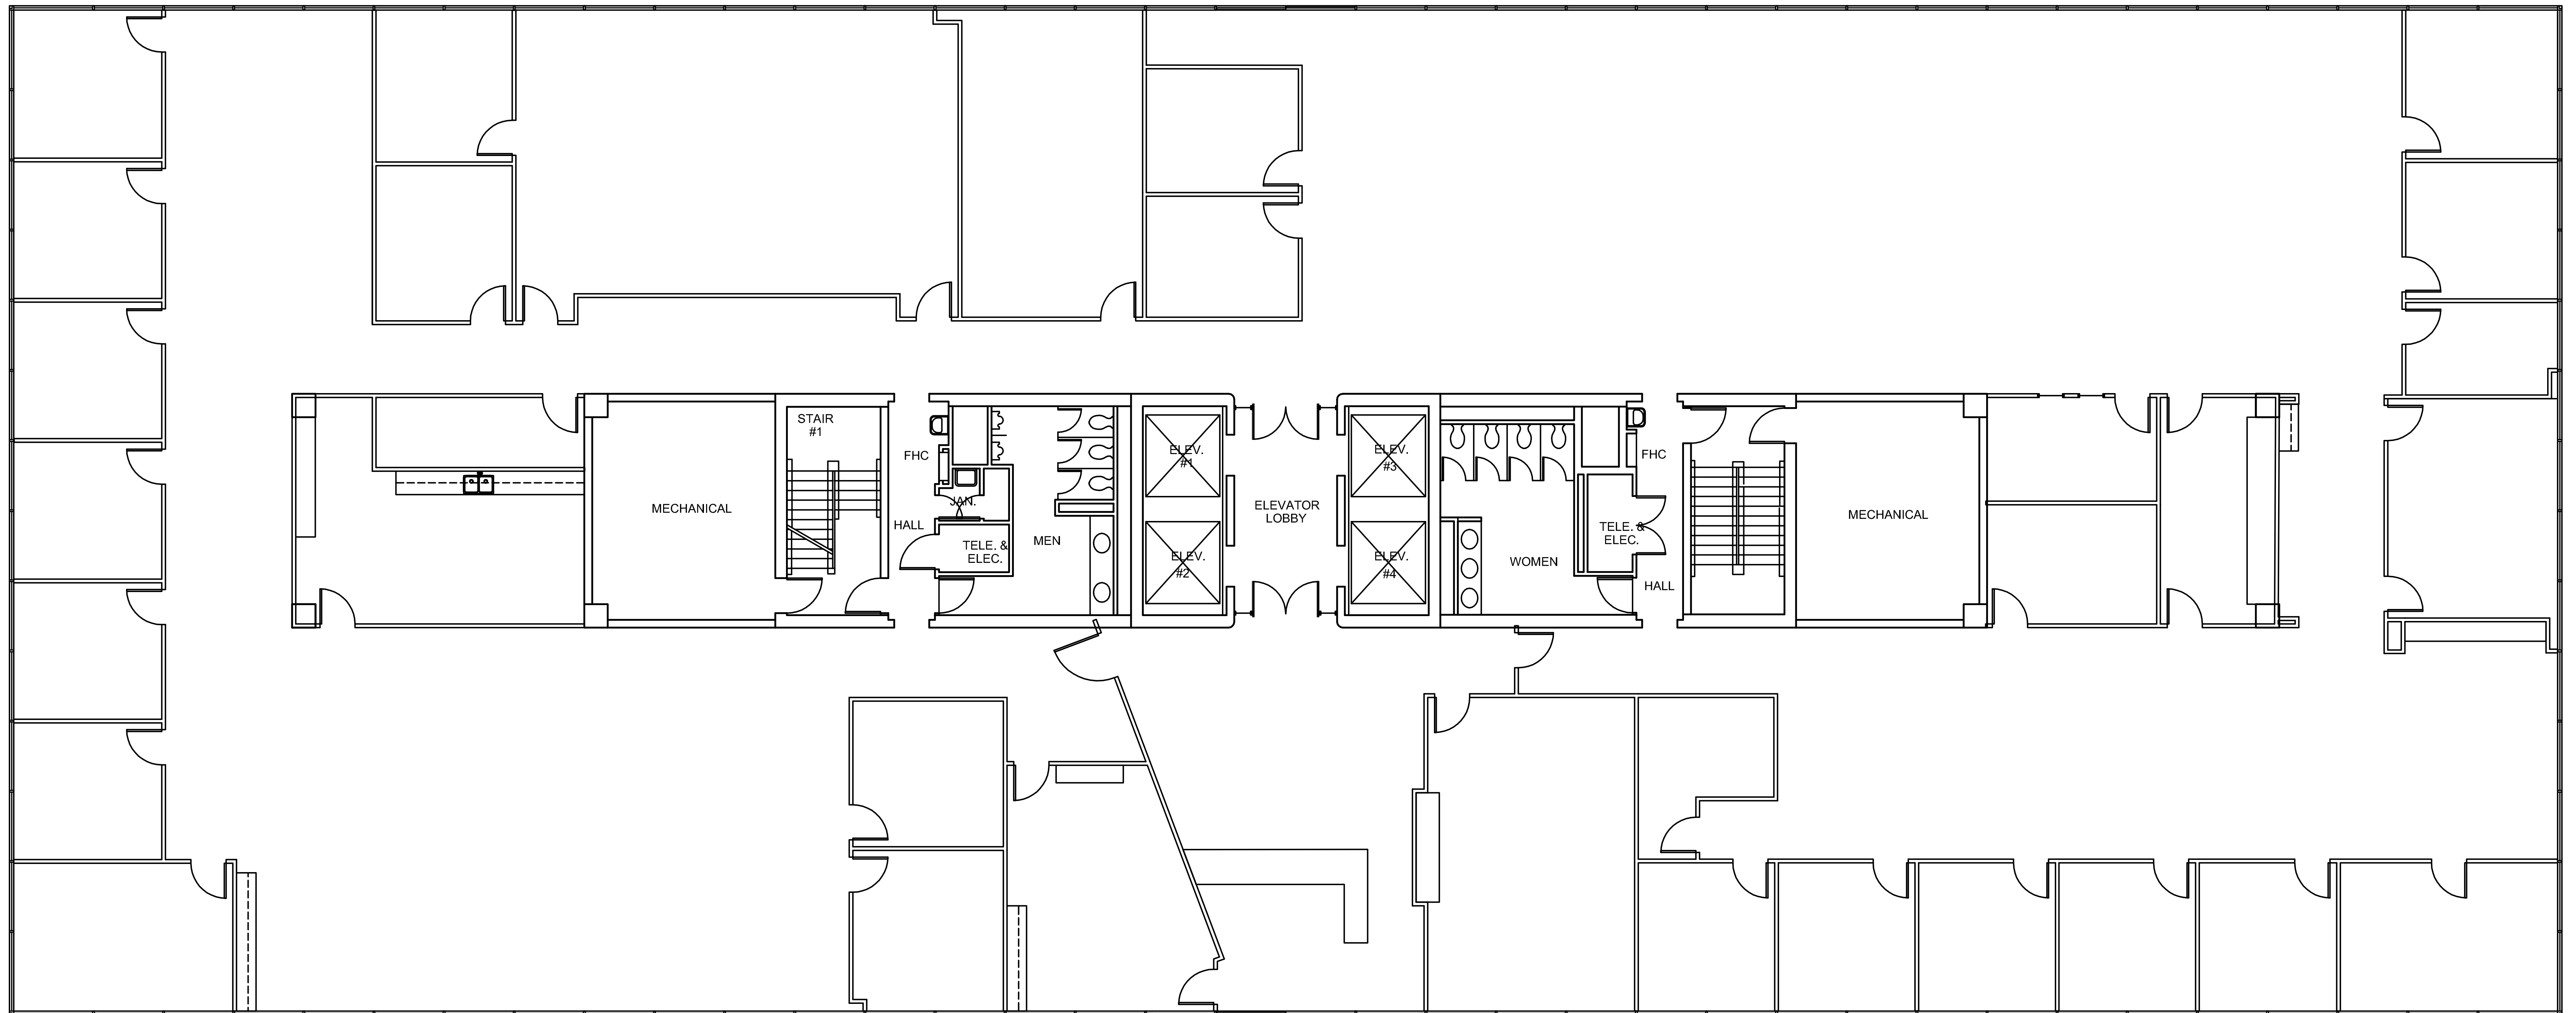 STAIR
#1
FHC
MECHANICAL
JAN.
HALL
TELE. &
ELEC.
MEN
ELEV.
#1
ELEV.
#2
ELEVATOR
LOBBY
ELEV.
#3
ELEV.
#4
WOMEN
FHC
TELE. &
ELEC.
HALL
MECHANICAL